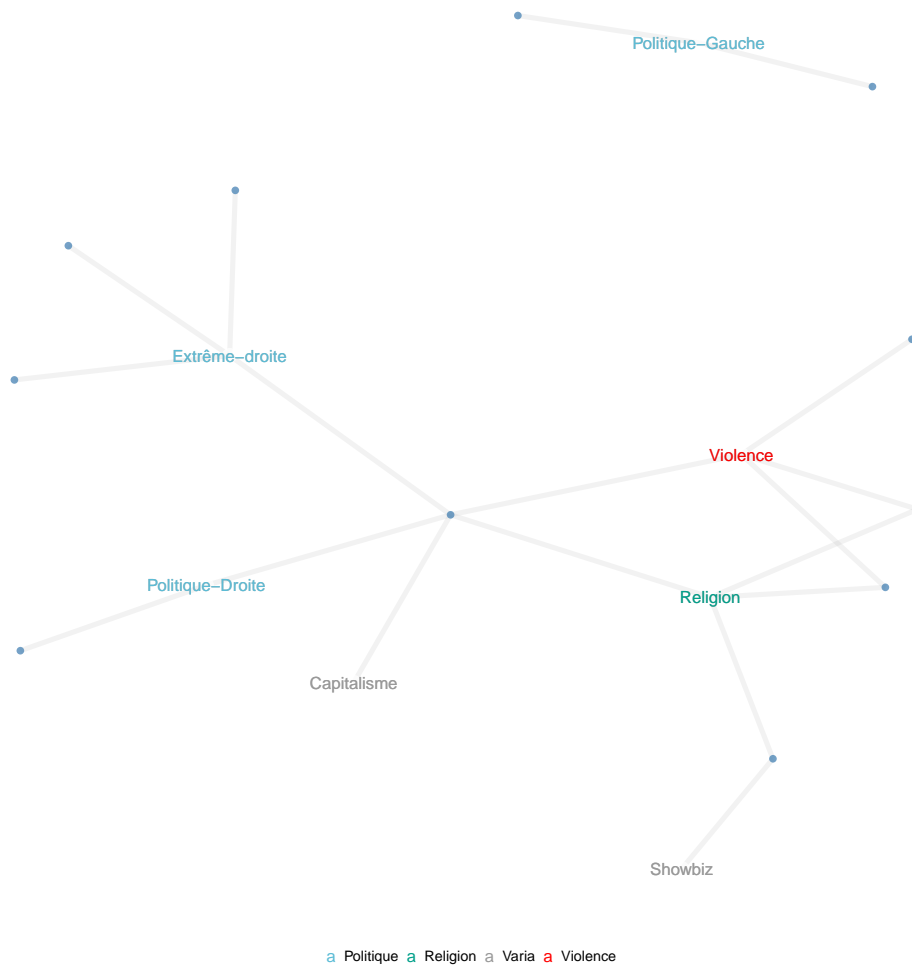 Politique–Gauche
Extrême–droite
Violence
Politique–Droite
Religion
Capitalisme
Showbiz
a Politique a Religion a Varia a Violence